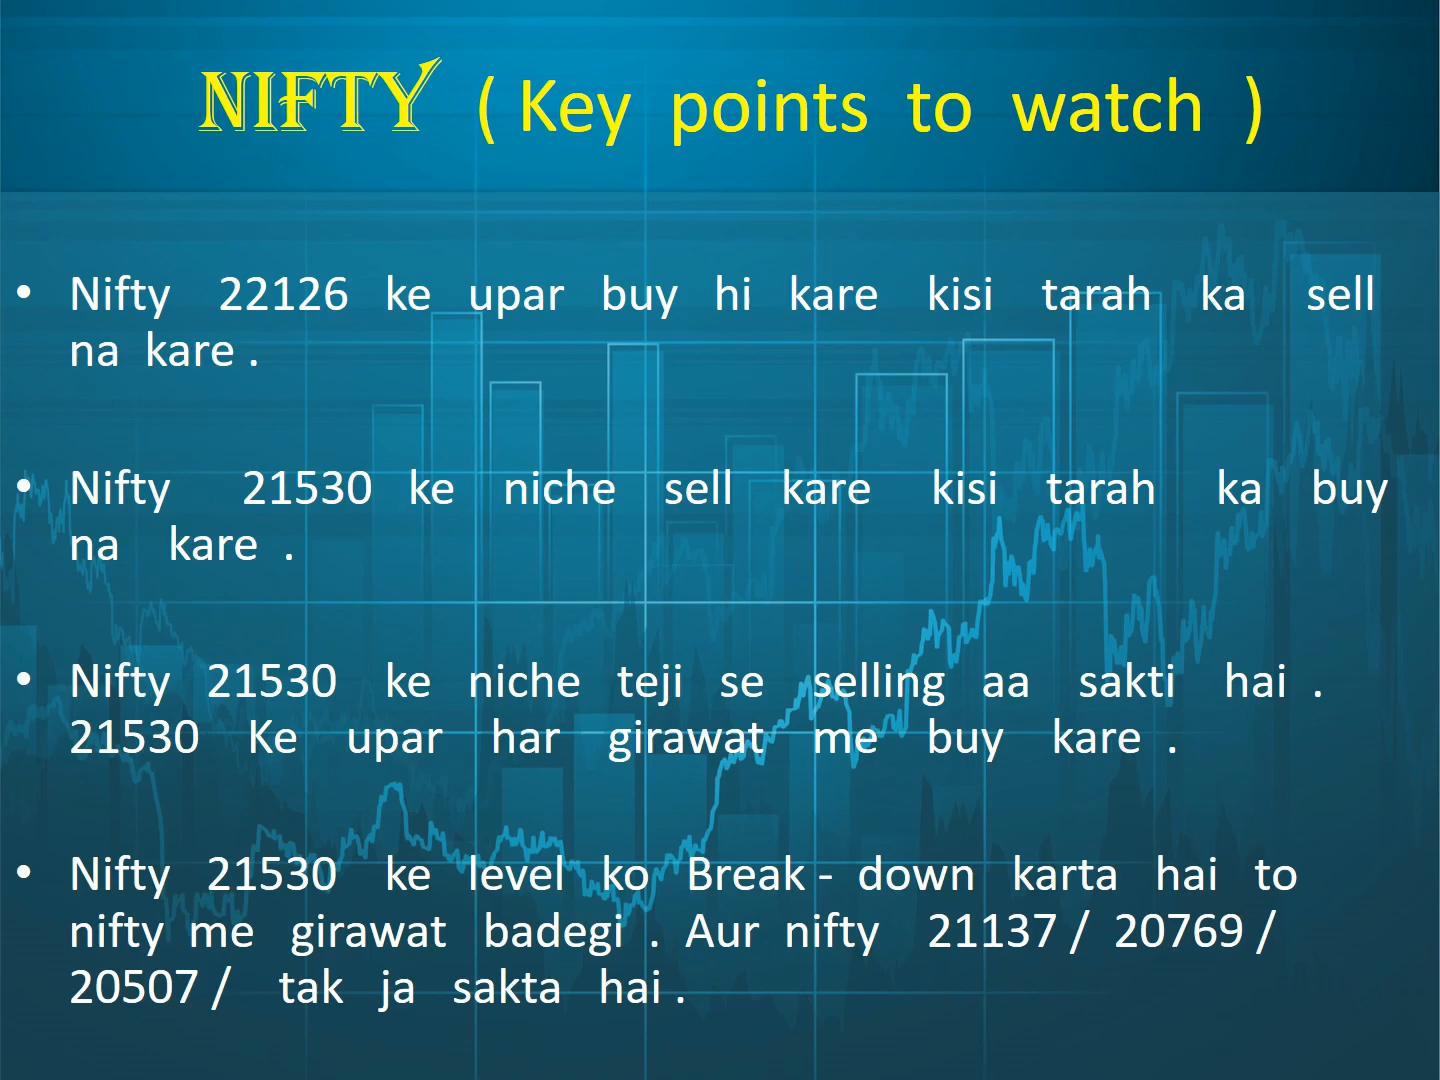 NIFTY ( Key points to watch )
• Nifty 22126 ke upar buy hi kare kisi tarah ka sell
na kare .
• Nifty 21530 ke niche sell kare kisi tarah ka buy
na kare .
• Nifty 21530 ke niche teji se selling aa sakti hai .
21530 Ke upar har girawat me buy kare .
• Nifty 21530 ke level ko Break - down karta hai to
nifty me girawat badegi . Aur nifty 21137 / 20769 /
20507 / tak ja sakta hai .